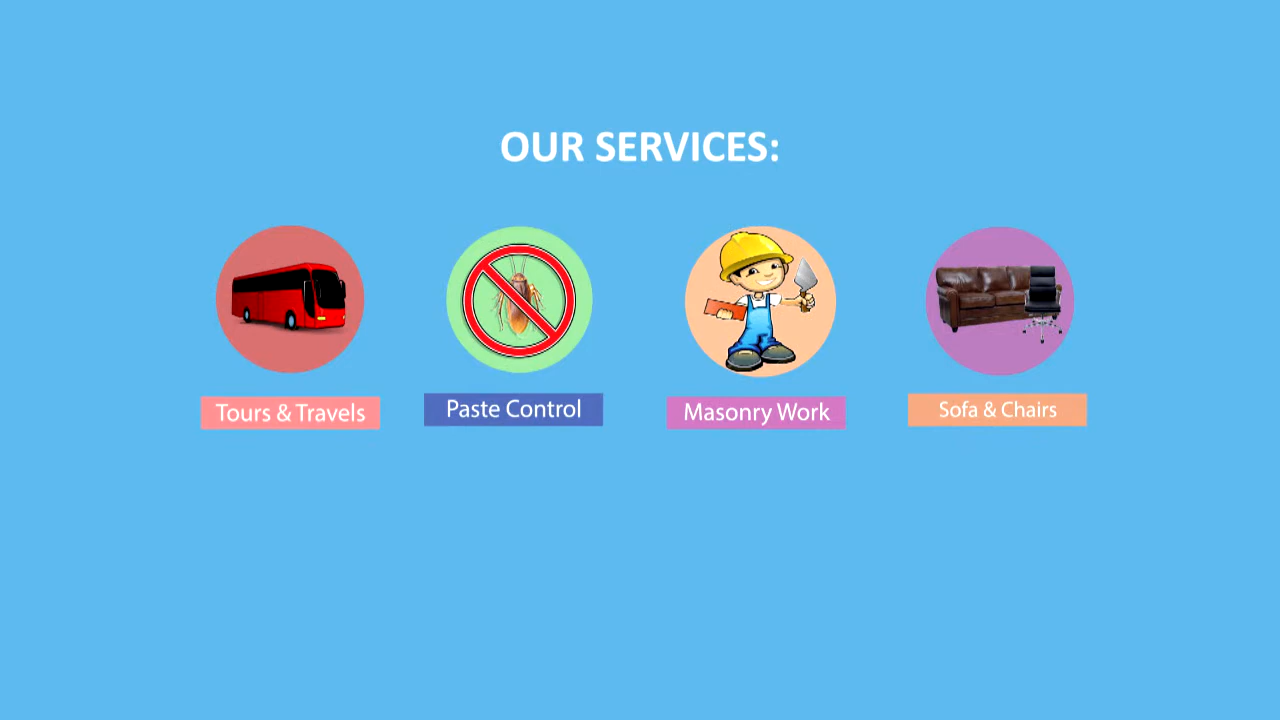 OUR SERVICES:
Tours & Travels
Paste Control
Masonry Work
Sofa & Chairs